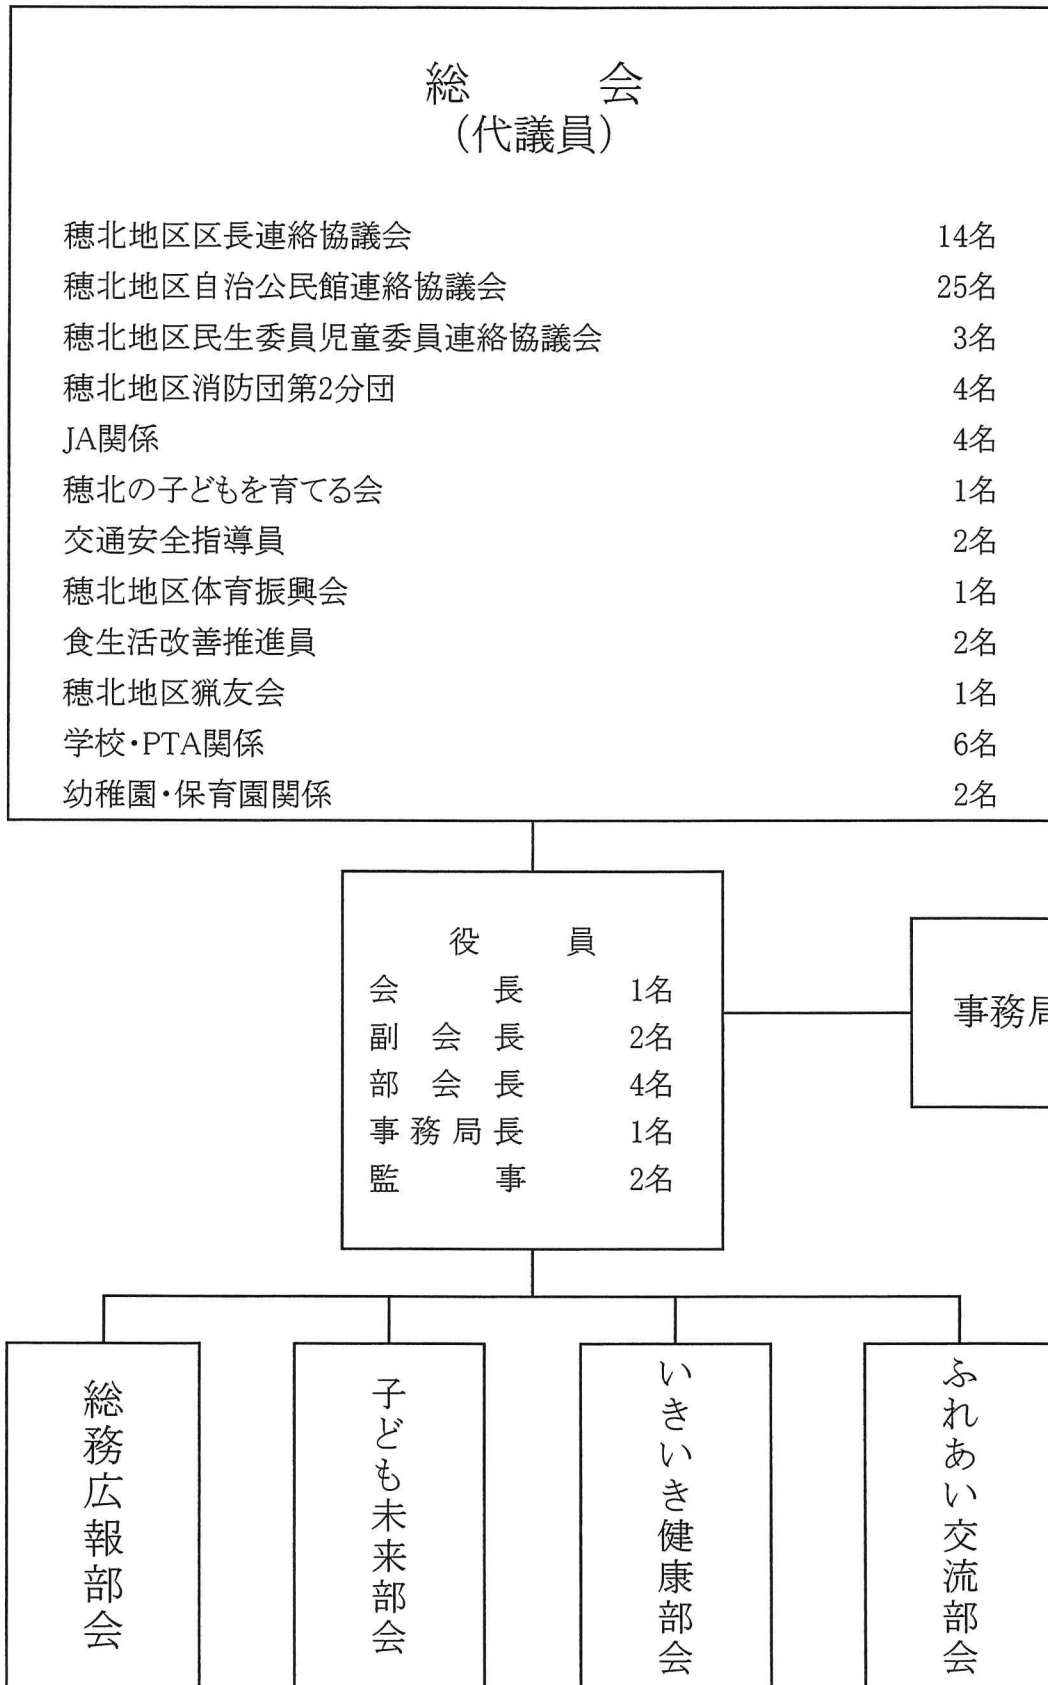 総 会
(代議員)
穂北地区区長連絡協議会 14名
穂北地区自治公民館連絡協議会 25名
穂北地区民生委員児童委員連絡協議会 3名
穂北地区消防団第2分団 4名
JA関係 4名
穂北の子どもを育てる会 1名
交通安全指導員 2名
穂北地区体育振興会 1名
食生活改善推進員 2名
穂北地区猟友会 1名
学校・PTA関係 6名
幼稚園・保育園関係 2名
役 員
会 長 1名
副 会 長 2名
部 会 長 4名
事務局長 1名
監 事 2名
事務局
総務広報部会
子ども未来部会
いきいき健康部会
ふれあい交流部会